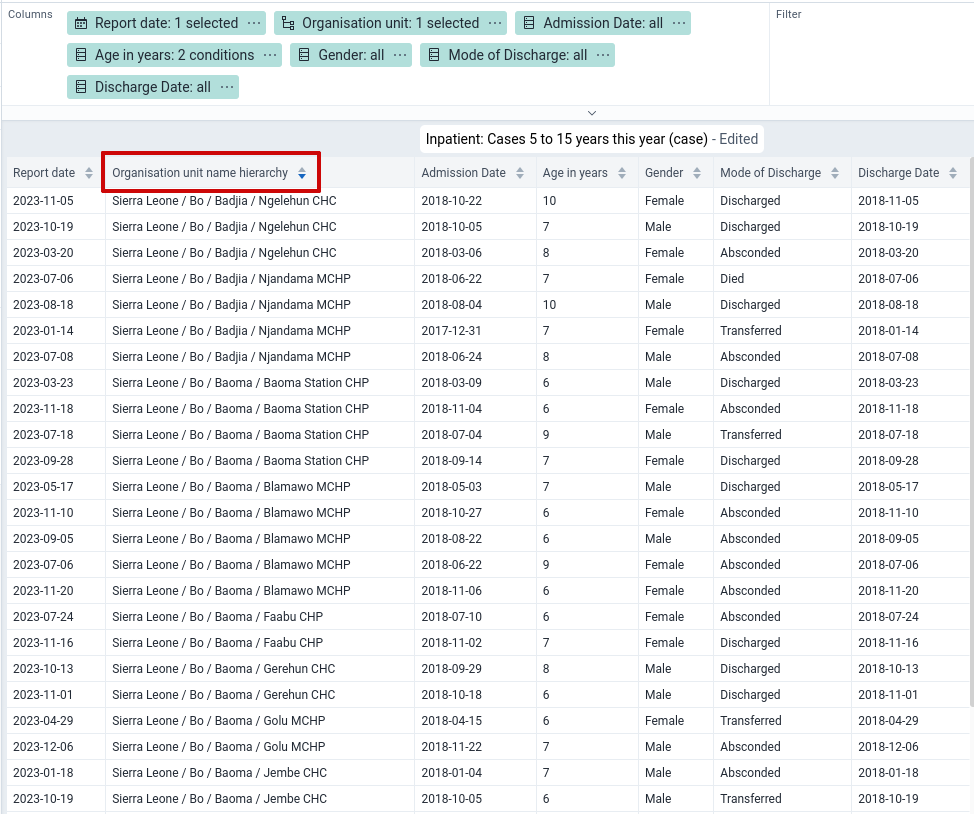 Columns
Report date: 1 selected ··· Organisation unit: 1 selected ··· Admission Date: all ···
Age in years: 2 conditions ··· Gender: all ··· Mode of Discharge: all ···
Discharge Date: all ···
Filter
Inpatient: Cases 5 to 15 years this year (case) - Edited
Report date Organisation unit name hierarchy Admission Date Age in years Gender Mode of Discharge Discharge Date
2023-11-05 Sierra Leone / Bo / Badjia / Ngelehun CHC 2018-10-22 10 Female Discharged 2018-11-05
2023-10-19 Sierra Leone / Bo / Badjia / Ngelehun CHC 2018-10-05 7 Male Discharged 2018-10-19
2023-03-20 Sierra Leone / Bo / Badjia / Ngelehun CHC 2018-03-06 8 Female Absconded 2018-03-20
2023-07-06 Sierra Leone / Bo / Badjia / Njandama MCHP 2018-06-22 7 Female Died 2018-07-06
2023-08-18 Sierra Leone / Bo / Badjia / Njandama MCHP 2018-08-04 10 Male Discharged 2018-08-18
2023-01-14 Sierra Leone / Bo / Badjia / Njandama MCHP 2017-12-31 7 Female Transferred 2018-01-14
2023-07-08 Sierra Leone / Bo / Badjia / Njandama MCHP 2018-06-24 8 Male Absconded 2018-07-08
2023-03-23 Sierra Leone / Bo / Baoma / Baoma Station CHP 2018-03-09 6 Male Discharged 2018-03-23
2023-11-18 Sierra Leone / Bo / Baoma / Baoma Station CHP 2018-11-04 6 Female Absconded 2018-11-18
2023-07-18 Sierra Leone / Bo / Baoma / Baoma Station CHP 2018-07-04 9 Male Transferred 2018-07-18
2023-09-28 Sierra Leone / Bo / Baoma / Baoma Station CHP 2018-09-14 7 Female Discharged 2018-09-28
2023-05-17 Sierra Leone / Bo / Baoma / Blamawo MCHP 2018-05-03 7 Male Discharged 2018-05-17
2023-11-10 Sierra Leone / Bo / Baoma / Blamawo MCHP 2018-10-27 6 Female Absconded 2018-11-10
2023-09-05 Sierra Leone / Bo / Baoma / Blamawo MCHP 2018-08-22 6 Male Absconded 2018-09-05
2023-07-06 Sierra Leone / Bo / Baoma / Blamawo MCHP 2018-06-22 9 Female Absconded 2018-07-06
2023-11-20 Sierra Leone / Bo / Baoma / Blamawo MCHP 2018-11-06 6 Female Absconded 2018-11-20
2023-07-24 Sierra Leone / Bo / Baoma / Faabu CHP 2018-07-10 6 Female Absconded 2018-07-24
2023-11-16 Sierra Leone / Bo / Baoma / Faabu CHP 2018-11-02 7 Female Discharged 2018-11-16
2023-10-13 Sierra Leone / Bo / Baoma / Gerehun CHC 2018-09-29 8 Male Discharged 2018-10-13
2023-11-01 Sierra Leone / Bo / Baoma / Gerehun CHC 2018-10-18 6 Male Discharged 2018-11-01
2023-04-29 Sierra Leone / Bo / Baoma / Golu MCHP 2018-04-15 6 Female Transferred 2018-04-29
2023-12-06 Sierra Leone / Bo / Baoma / Golu MCHP 2018-11-22 7 Male Absconded 2018-12-06
2023-01-18 Sierra Leone / Bo / Baoma / Jembe CHC 2018-01-04 7 Male Absconded 2018-01-18
2023-10-19 Sierra Leone / Bo / Baoma / Jembe CHC 2018-10-05 6 Male Transferred 2018-10-19